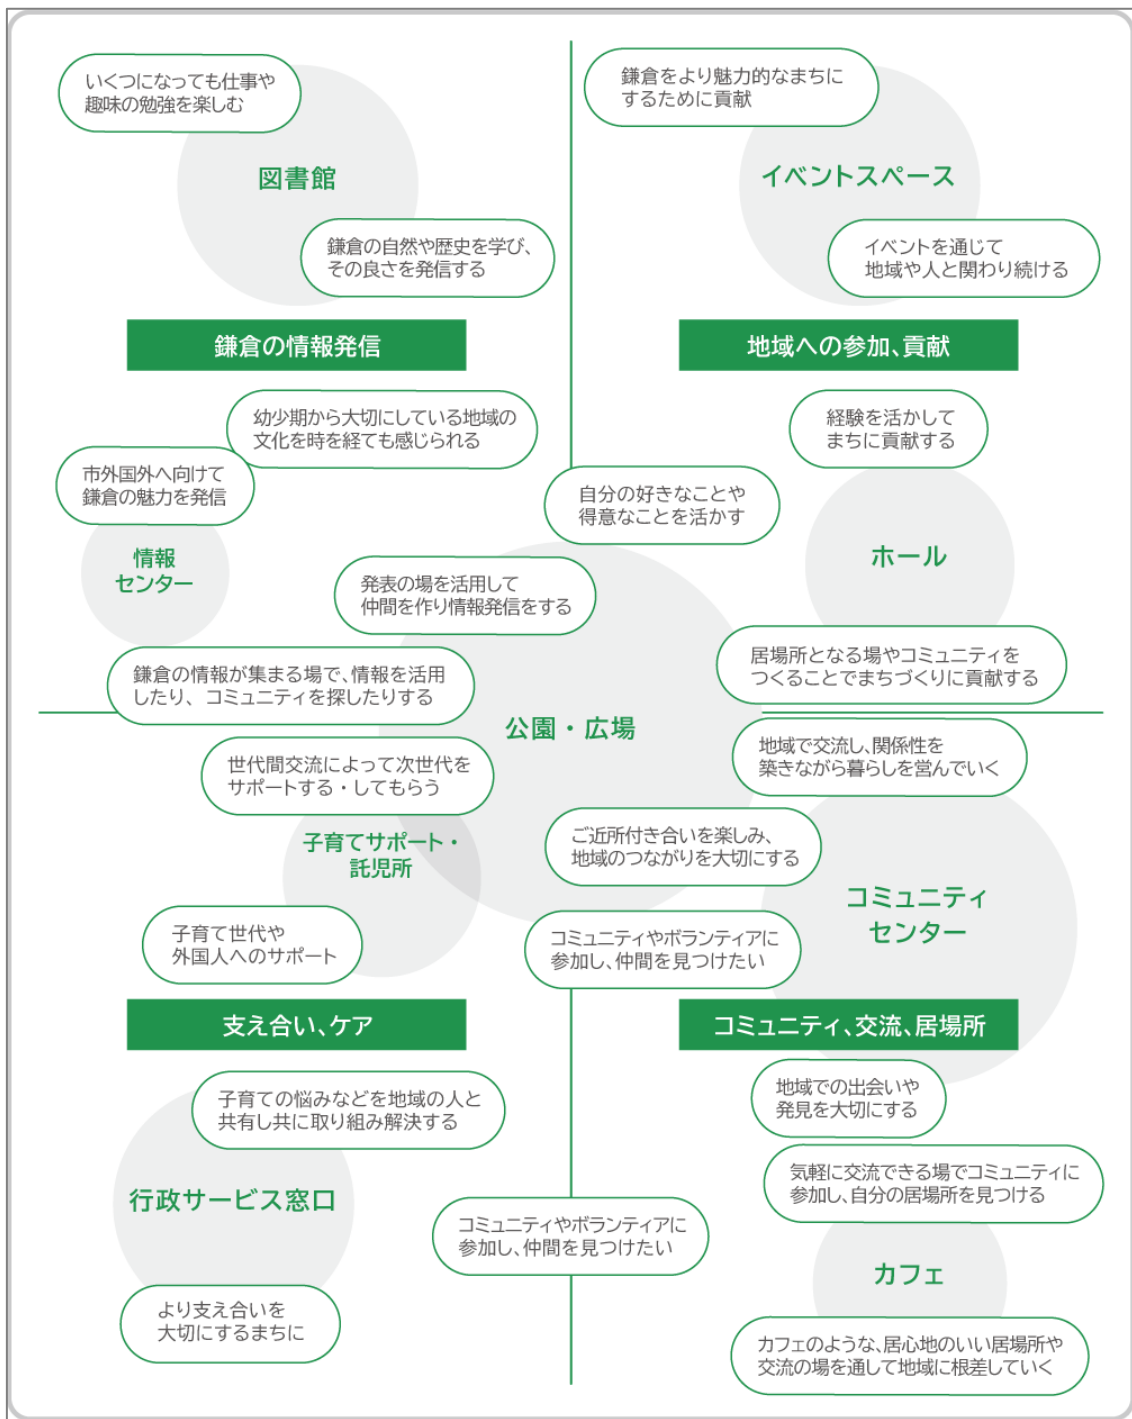 いくつになっても仕事や
趣味の勉強を楽しむ
図書館
鎌倉の自然や歴史を学び、
その良さを発信する
鎌倉の情報発信
幼少期から大切にしている地域の
文化を時を経ても感じられる
市外国外へ向けて
鎌倉の魅力を発信
情報
センター
発表の場を活用して
仲間を作り情報発信をする
鎌倉の情報が集まる場で、情報を活用
したり、コミュニティを探したりする
鎌倉をより魅力的なまちに
するために貢献
イベントスペース
イベントを通じて
地域や人と関わり続ける
地域への参加、貢献
経験を活かして
まちに貢献する
自分の好きなことや
得意なことを活かす
ホール
居場所となる場やコミュニティを
つくることでまちづくりに貢献する
公園・広場
世代間交流によって次世代を
サポートする・してもらう
子育てサポート・
託児所
子育て世代や
外国人へのサポート
支え合い、ケア
子育ての悩みなどを地域の人と
共有し共に取り組み解決する
行政サービス窓口
コミュニティやボランティアに
参加し、仲間を見つけたい
より支え合いを
大切にするまちに
地域で交流し、関係性を
築きながら暮らしを営んでいく
ご近所付き合いを楽しみ、
地域のつながりを大切にする
コミュニティ
センター
コミュニティやボランティアに
参加し、仲間を見つけたい
コミュニティ、交流、居場所
地域での出会いや
発見を大切にする
気軽に交流できる場でコミュニティに
参加し、自分の居場所を見つける
カフェ
カフェのような、居心地のいい居場所や
交流の場を通して地域に根差していく